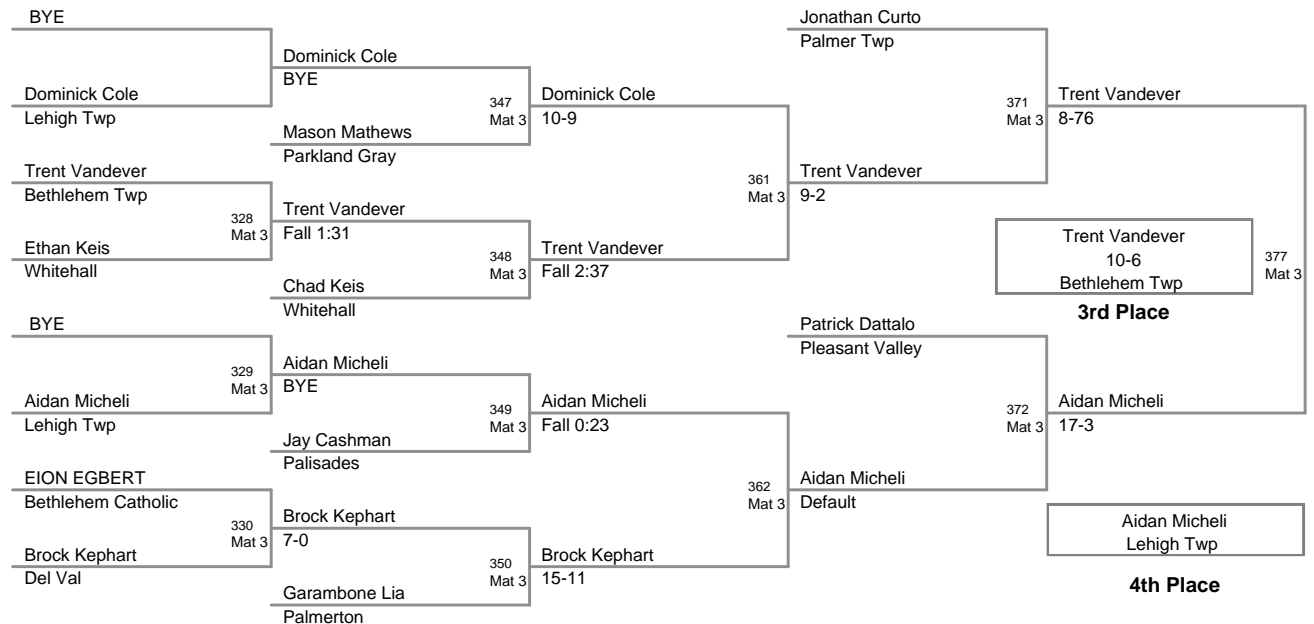 BYE
Dominick Cole
BYE
Dominick Cole
Lehigh Twp
347
Mat 3
Dominick Cole
10-9
Mason Mathews
Parkland Gray
Trent Vandever
Bethlehem Twp
328
Mat 3
Trent Vandever
Fall 1:31
Ethan Keis
Whitehall
348
Mat 3
Trent Vandever
Fall 2:37
Chad Keis
Whitehall
361
Mat 3
Trent Vandever
9-2
Jonathan Curto
Palmer Twp
371
Mat 3
Trent Vandever
8-76
Trent Vandever
10-6
Bethlehem Twp
3rd Place
377
Mat 3
BYE
329
Mat 3
Aidan Micheli
BYE
Aidan Micheli
Lehigh Twp
349
Mat 3
Aidan Micheli
Fall 0:23
Jay Cashman
Palisades
EION EGBERT
Bethlehem Catholic
330
Mat 3
Brock Kephart
7-0
Brock Kephart
Del Val
350
Mat 3
Brock Kephart
15-11
Garambone Lia
Palmerton
362
Mat 3
Aidan Micheli
Default
Patrick Dattalo
Pleasant Valley
372
Mat 3
Aidan Micheli
17-3
Aidan Micheli
Lehigh Twp
4th Place